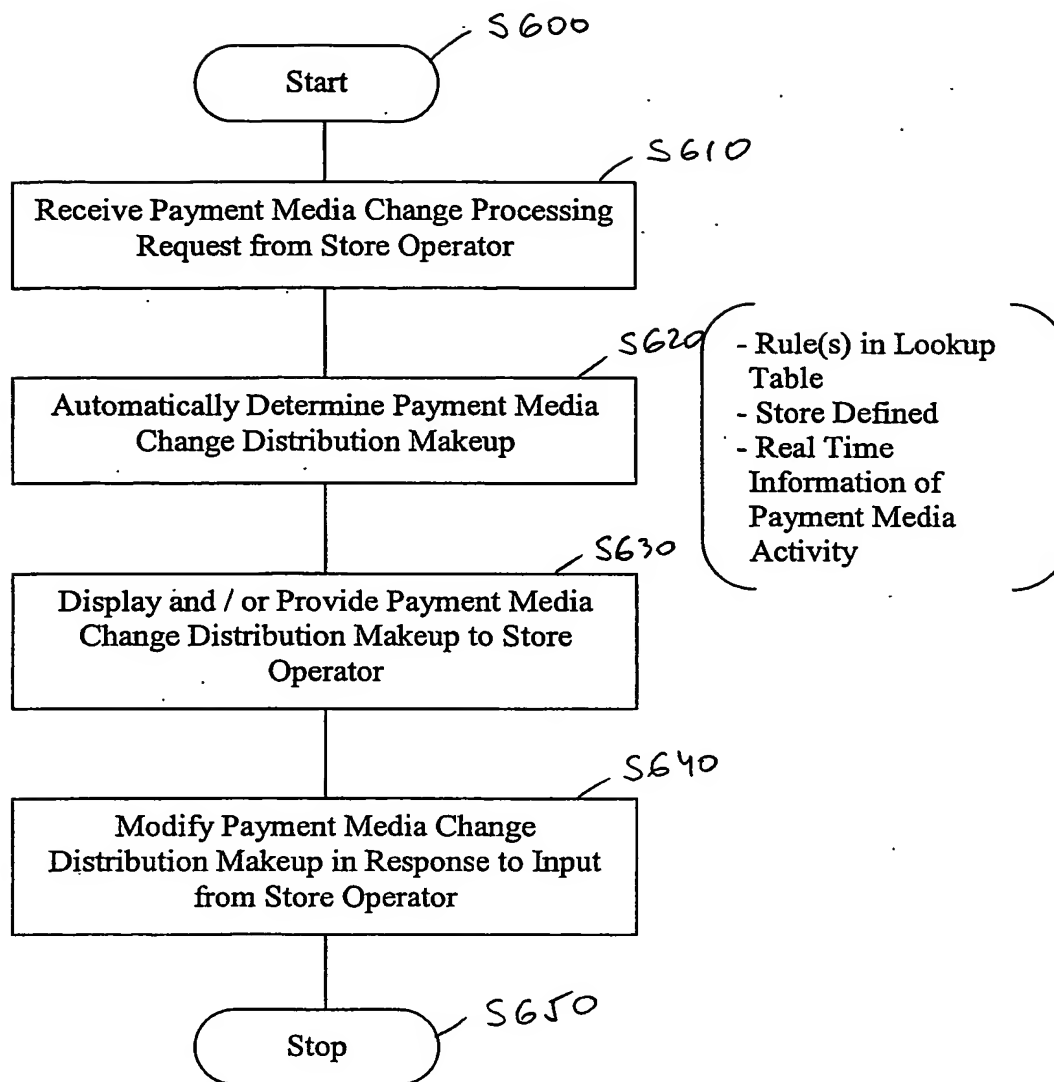 S600
Start
S610
Receive Payment Media Change Processing
Request from Store Operator
S620
Automatically Determine Payment Media
Change Distribution Makeup
- Rule(s) in Lookup
Table
- Store Defined
- Real Time
Information of
Payment Media
Activity
S630
Display and / or Provide Payment Media
Change Distribution Makeup to Store
Operator
S640
Modify Payment Media Change
Distribution Makeup in Response to Input
from Store Operator
S650
Stop